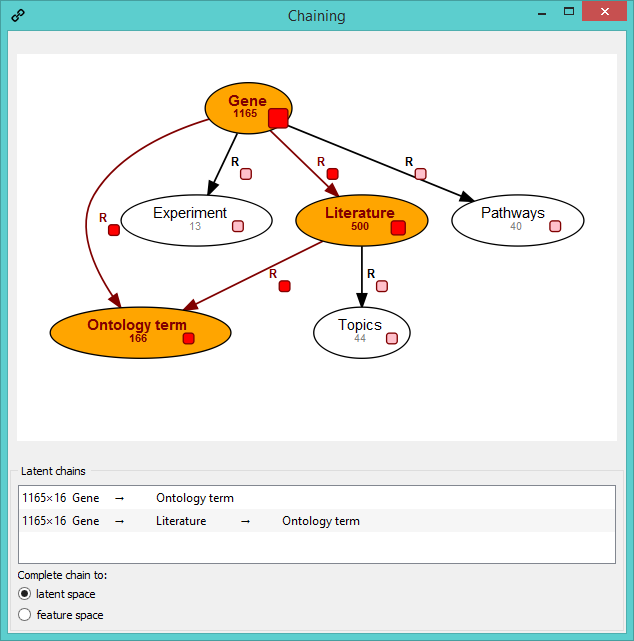 Chaining
Gene
1165
R
R
R
R
Experiment
13
Literature
500
Pathways
40
R
R
Ontology term
166
Topics
44
Latent chains
1165×16 Gene → Ontology term
1165×16 Gene → Literature → Ontology term
Complete chain to:
latent space
feature space